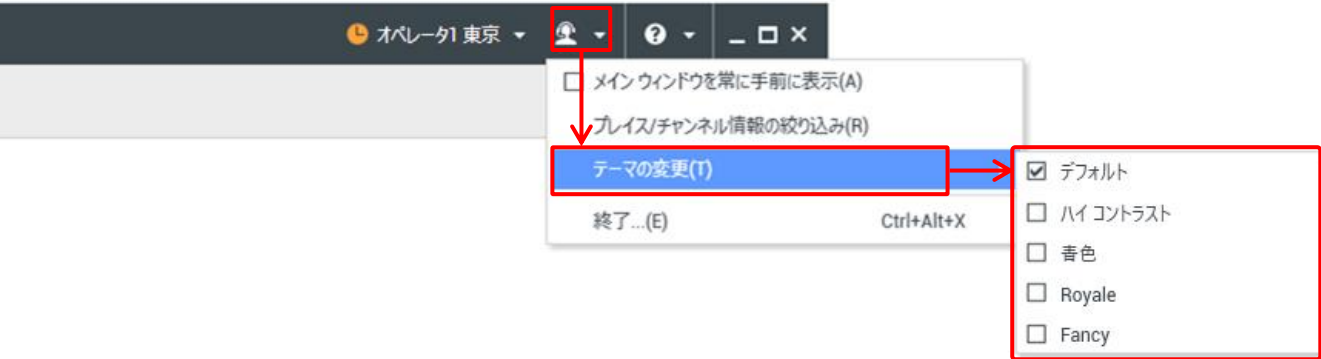 オペレータ1 東京
メイン ウィンドウを常に手前に表示(A)
プレイス/チャンネル情報の絞り込み(R)
テーマの変更(T)
終了...(E) Ctrl+Alt+X
デフォルト
ハイ コントラスト
青色
Royale
Fancy